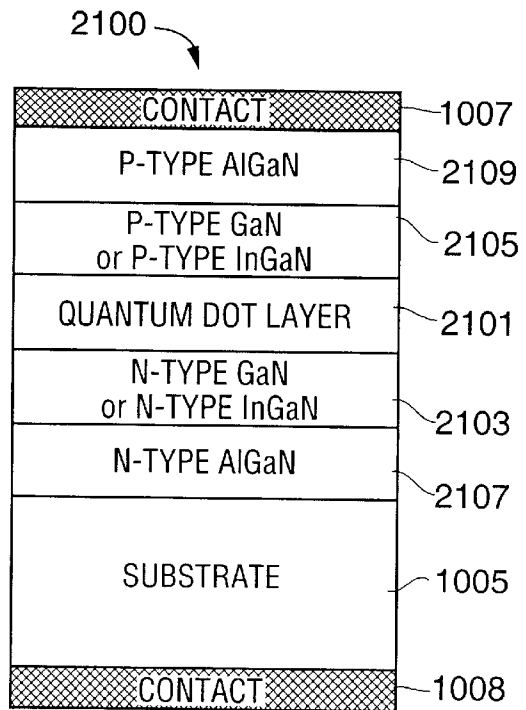 2100
CONTACT
1007
P-TYPE AlGaN
2109
P-TYPE GaN
or P-TYPE InGaN
2105
QUANTUM DOT LAYER
2101
N-TYPE GaN
or N-TYPE InGaN
2103
N-TYPE AlGaN
2107
SUBSTRATE
1005
CONTACT
1008